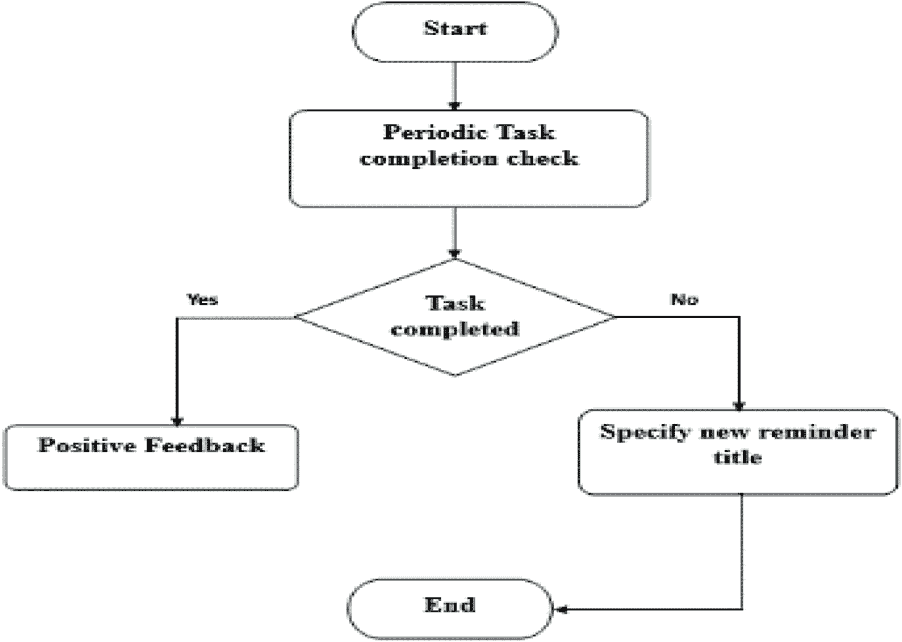 Start
Periodic Task
completion check
Yes
No
Task
completed
Positive Feedback
Specify new reminder
title
End